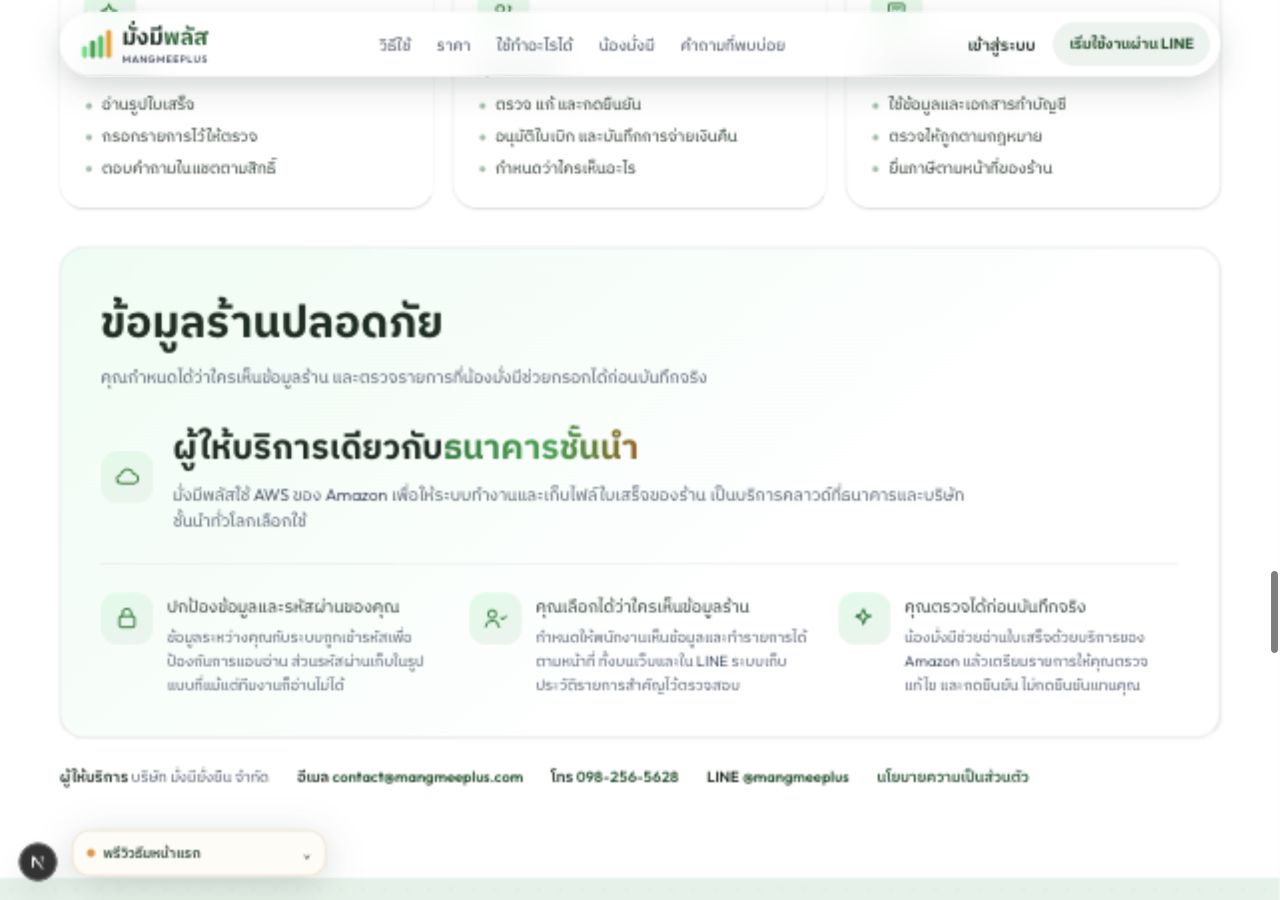 มั่งมีพลัส
MANGMEEPLUS
วิธีใช้
ราคา
ใช้ทำอะไรได้
น้องมั่งมี
คำถามที่พบบ่อย
เข้าสู่ระบบ
เริ่มใช้งานผ่าน LINE
อ่านรูปใบเสร็จ
กรอกรายการไว้ให้ตรวจ
ตอบคำถามในแชตตามสิทธิ์
ตรวจ แก้ และกดยืนยัน
อนุมัติใบเบิก และบันทึกการจ่ายเงินคืน
กำหนดว่าใครเห็นอะไร
ใช้ข้อมูลและเอกสารทำบัญชี
ตรวจให้ถูกตามกฎหมาย
ยื่นภาษีตามหน้าที่ของร้าน
ข้อมูลร้านปลอดภัย
คุณกำหนดได้ว่าใครเห็นข้อมูลร้าน และตรวจรายการที่น้องมั่งมีช่วยกรอกได้ก่อนบันทึกจริง
ผู้ให้บริการเดียวกับธนาคารชั้นนำ
มั่งมีพลัสใช้ AWS ของ Amazon เพื่อให้ระบบทำงานและเก็บไฟล์ใบเสร็จของร้าน เป็นบริการคลาวด์ที่ธนาคารและบริษัท
ชั้นนำทั่วโลกเลือกใช้
ปกป้องข้อมูลและรหัสผ่านของคุณ
ข้อมูลระหว่างคุณกับระบบถูกเข้ารหัสเพื่อ
ป้องกันการแอบอ่าน ส่วนรหัสผ่านเก็บในรูป
แบบที่แม้แต่ทีมงานก็อ่านไม่ได้
คุณเลือกได้ว่าใครเห็นข้อมูลร้าน
กำหนดให้พนักงานเห็นข้อมูลและทำรายการได้
ตามหน้าที่ ทั้งบนเว็บและใน LINE ระบบเก็บ
ประวัติรายการสำคัญไว้ตรวจสอบ
คุณตรวจได้ก่อนบันทึกจริง
น้องมั่งมีช่วยอ่านใบเสร็จด้วยบริการของ
Amazon แล้วเตรียมรายการให้คุณตรวจ
แก้ไข และกดยืนยัน ไม่กดยืนยันแทนคุณ
ผู้ให้บริการ บริษัท มั่งมียั่งยืน จำกัด
อีเมล contact@mangmeeplus.com
โทร 098-256-5628
LINE @mangmeeplus
นโยบายความเป็นส่วนตัว
N
พรีวิวธีมหน้าแรก